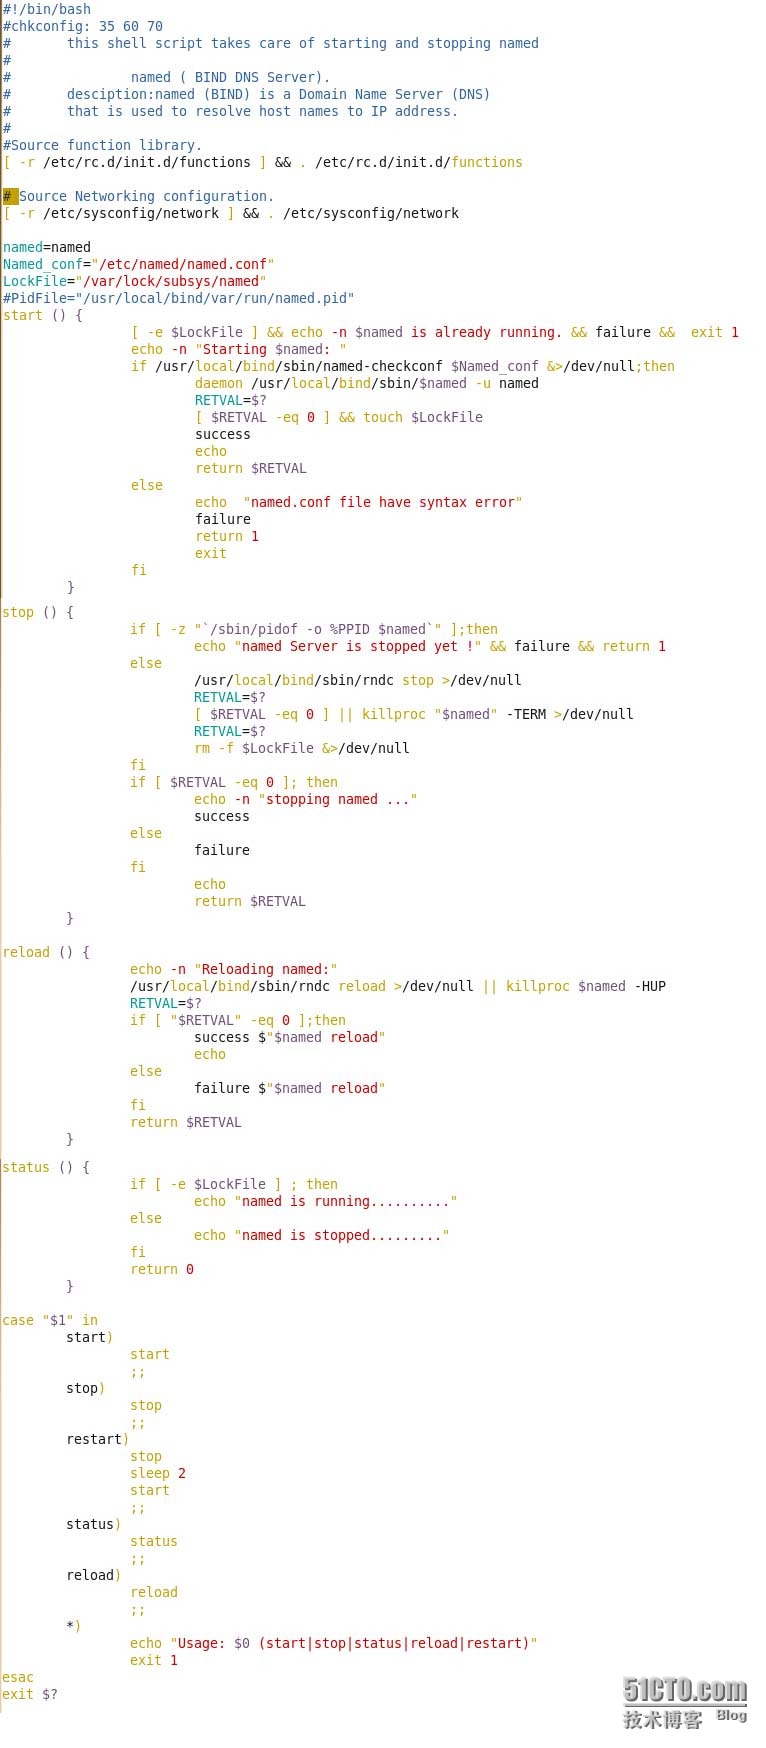 #!/bin/bash
#chkconfig: 35 60 70
#       this shell script takes care of starting and stopping named
#
#               named ( BIND DNS Server).
#       desciption:named (BIND) is a Domain Name Server (DNS)
#       that is used to resolve host names to IP address.
#
#Source function library.
[ -r /etc/rc.d/init.d/functions ] && . /etc/rc.d/init.d/functions

# Source Networking configuration.
[ -r /etc/sysconfig/network ] && . /etc/sysconfig/network

named=named
Named_conf="/etc/named/named.conf"
LockFile="/var/lock/subsys/named"
#PidFile="/usr/local/bind/var/run/named.pid"
start () {
                [ -e $LockFile ] && echo -n $named is already running. && failure &&  exit 1
                echo -n "Starting $named: "
                if /usr/local/bind/sbin/named-checkconf $Named_conf &>/dev/null;then
                        daemon /usr/local/bind/sbin/$named -u named
                        RETVAL=$?
                        [ $RETVAL -eq 0 ] && touch $LockFile
                        success
                        echo
                        return $RETVAL
                else
                        echo  "named.conf file have syntax error"
                        failure
                        return 1
                        exit
                fi
        }
stop () {
                if [ -z "`/sbin/pidof -o %PPID $named`" ];then
                        echo "named Server is stopped yet !" && failure && return 1
                else
                        /usr/local/bind/sbin/rndc stop >/dev/null
                        RETVAL=$?
                        [ $RETVAL -eq 0 ] || killproc "$named" -TERM >/dev/null
                        RETVAL=$?
                        rm -f $LockFile &>/dev/null
                fi
                if [ $RETVAL -eq 0 ]; then
                        echo -n "stopping named ..."
                        success
                else
                        failure
                fi
                        echo
                        return $RETVAL
        }

reload () {
                echo -n "Reloading named:"
                /usr/local/bind/sbin/rndc reload >/dev/null || killproc $named -HUP
                RETVAL=$?
                if [ "$RETVAL" -eq 0 ];then
                        success $"$named reload"
                        echo
                else
                        failure $"$named reload"
                fi
                return $RETVAL
        }
status () {
                if [ -e $LockFile ] ; then
                        echo "named is running.........."
                else
                        echo "named is stopped........."
                fi
                return 0
        }

case "$1" in
        start)
                start
                ;;
        stop)
                stop
                ;;
        restart)
                stop
                sleep 2
                start
                ;;
        status)
                status
                ;;
        reload)
                reload
                ;;
        *)
                echo "Usage: $0 (start|stop|status|reload|restart)"
                exit 1
esac
exit $?
51CTO.com
技术博客 Blog